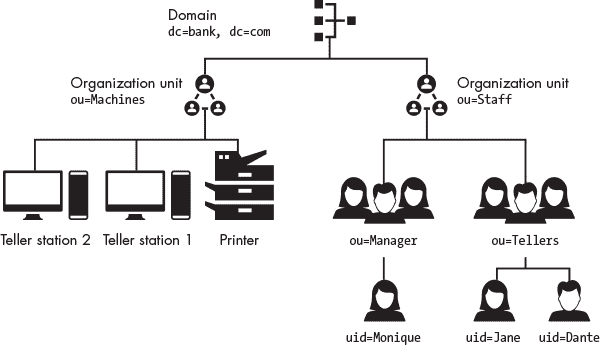 Domain
dc=bank, dc=com
Organization unit
ou=Machines
Organization unit
ou=Staff
Teller station 2
Teller station 1
Printer
ou=Manager
ou=Tellers
uid=Monique
uid=Jane
uid=Dante